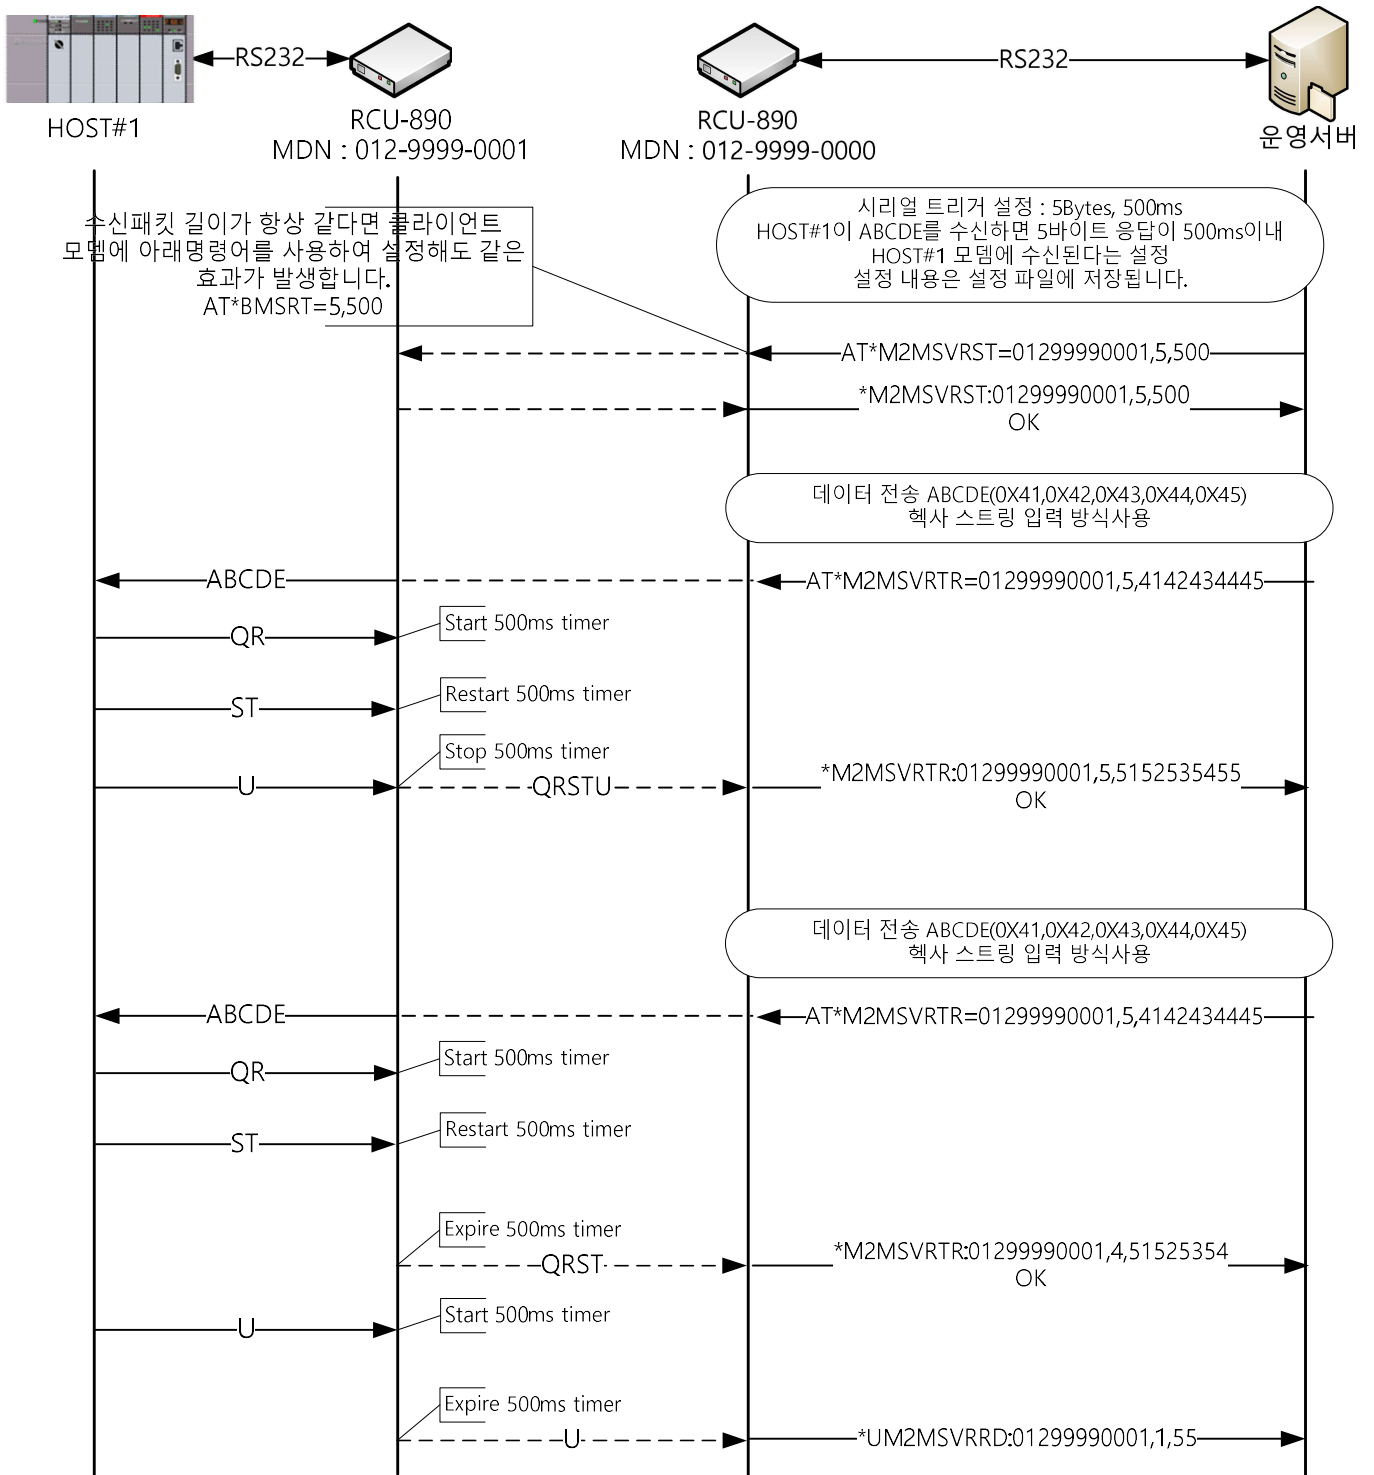 RS232
RS232
HOST#1
RCU-890
MDN : 012-9999-0001
RCU-890
MDN : 012-9999-0000
운영서버
수신패킷 길이가 항상 같다면 클라이언트
모뎀에 아래명령어를 사용하여 설정해도 같은
효과가 발생합니다.
AT*BMSRT=5,500
시리얼 트리거 설정 : 5Bytes, 500ms
HOST#1이 ABCDE를 수신하면 5바이트 응답이 500ms이내
HOST#1 모뎀에 수신된다는 설정
설정 내용은 설정 파일에 저장됩니다.
AT*M2MSVRST=01299990001,5,500
*M2MSVRST:01299990001,5,500
OK
데이터 전송 ABCDE(0X41,0X42,0X43,0X44,0X45)
헥사 스트링 입력 방식사용
ABCDE
AT*M2MSVRTR=01299990001,5,4142434445
QR
Start 500ms timer
ST
Restart 500ms timer
Stop 500ms timer
U
QRSTU
*M2MSVRTR:01299990001,5,5152535455
OK
데이터 전송 ABCDE(0X41,0X42,0X43,0X44,0X45)
헥사 스트링 입력 방식사용
ABCDE
AT*M2MSVRTR=01299990001,5,4142434445
QR
Start 500ms timer
ST
Restart 500ms timer
Expire 500ms timer
QRST
*M2MSVRTR:01299990001,4,51525354
OK
U
Start 500ms timer
Expire 500ms timer
U
*UM2MSVRRD:01299990001,1,55